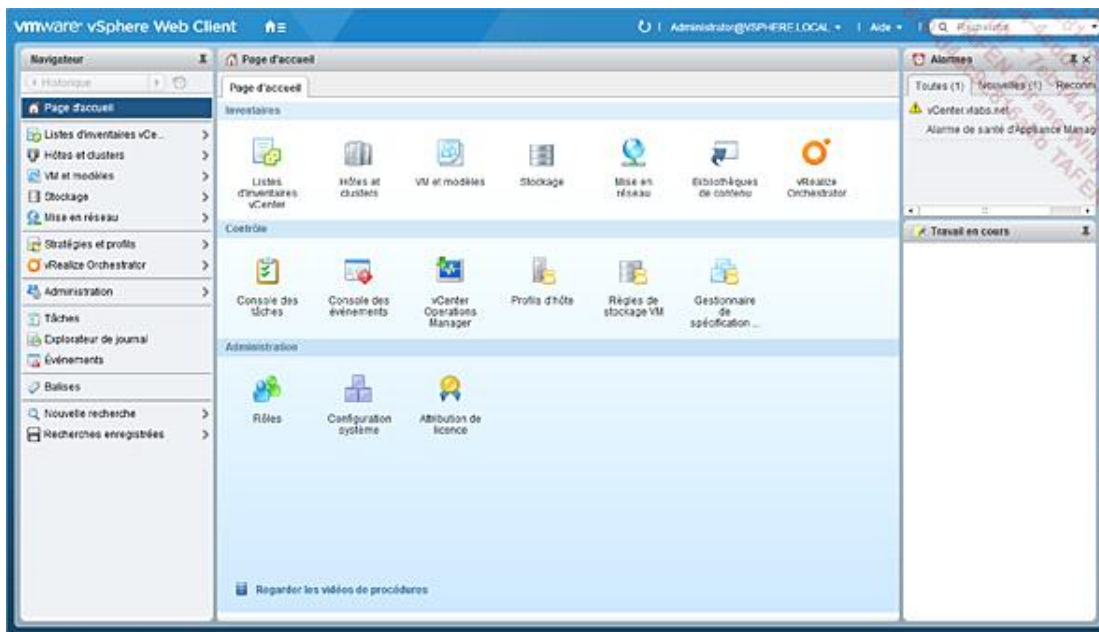 vmware vSphere Web Client
Administrator@VSPHERE.LOCAL
Aide
Navigateur
Historique
Page d'accueil
Listes d'inventaires vCe...
Hôtes et clusters
VM et modèles
Stockage
Mise en réseau
Stratégies et profils
vRealize Orchestrator
Administration
Tâches
Explorateur de journal
Événements
Balises
Nouvelle recherche
Recherches enregistrées
Page d'accueil
Page d'accueil
Inventaires
Listes d'inventaires vCenter
Hôtes et clusters
VM et modèles
Stockage
Mise en réseau
Bibliothèques de contenu
vRealize Orchestrator
Contrôle
Console des tâches
Console des événements
vCenter Operations Manager
Profils d'hôte
Règles de stockage VM
Gestionnaire de spécification ...
Administration
Rôles
Configuration système
Attribution de licence
Regarder les vidéos de procédures
Alarmes
Toutes (1)
Nouvelles (1)
Reconn
vCenter.vlabs.net
Alarme de santé d'Appliance Manag
Travail en cours